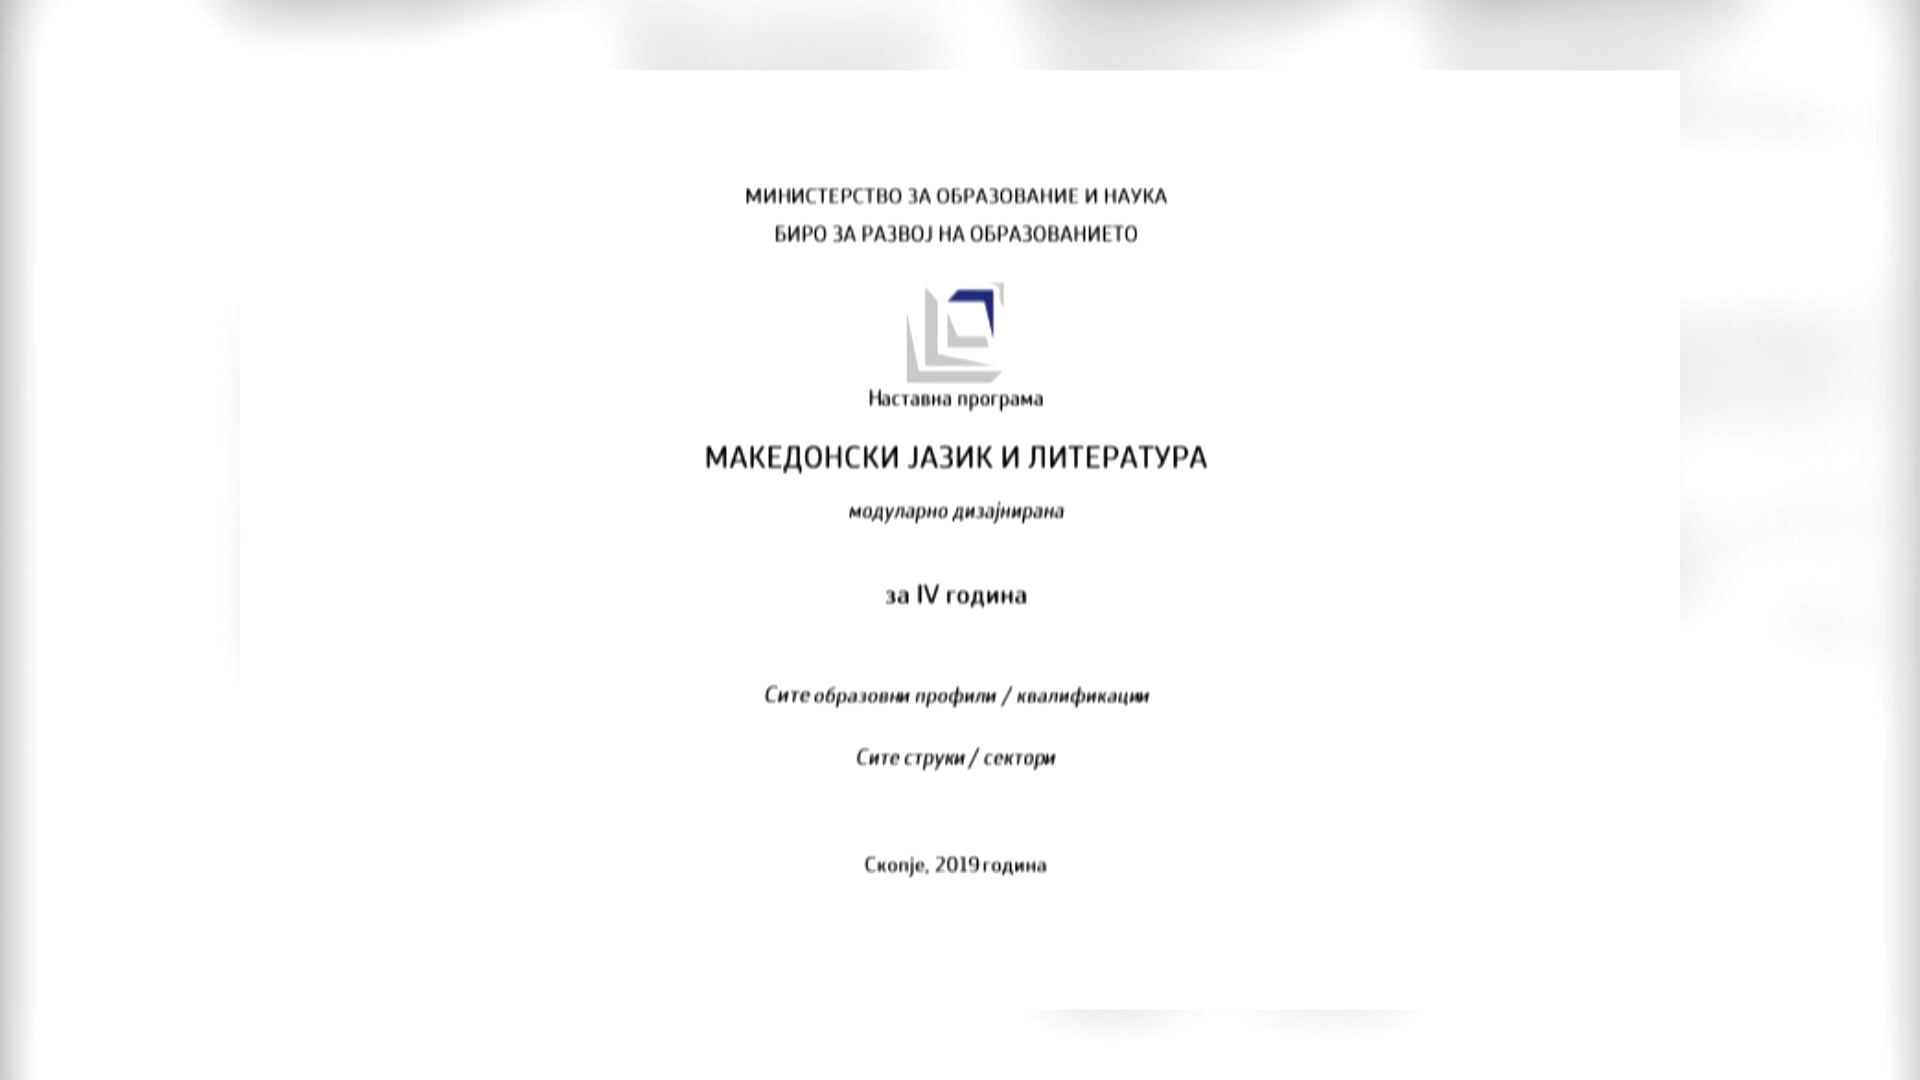 МИНИСТЕРСТВО ЗА ОБРАЗОВАНИЕ И НАУКА
БИРО ЗА РАЗВОЈ НА ОБРАЗОВАНИЕТО
Наставна програма
МАКЕДОНСКИ ЈАЗИК И ЛИТЕРАТУРА
модуларно дизајнирана
за IV година
Сите образовни профили / квалификации
Сите струки / сектори
Скопје, 2019 година